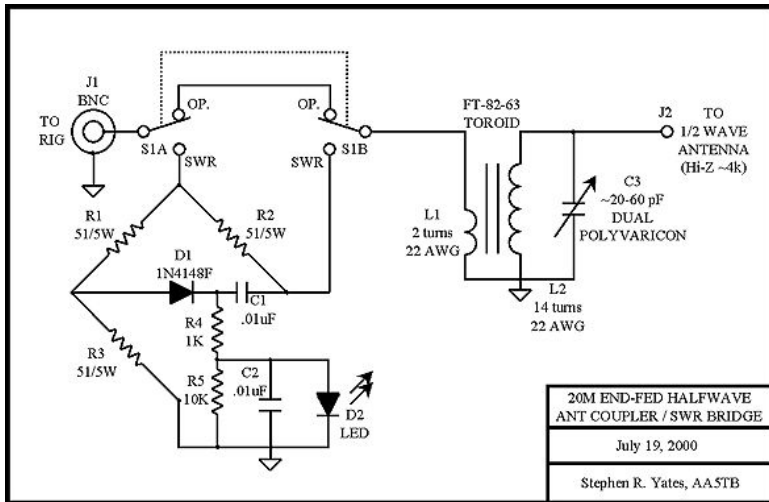 J1
BNC
TO
RIG
OP.
OP.
S1A
SWR
SWR
S1B
FT-82-63
TOROID
J2
TO
1/2 WAVE
ANTENNA
(Hi-Z ~4k)
R1
51/5W
R2
51/5W
D1
1N4148F
C1
.01uF
L1
2 turns
22 AWG
C3
~20-60 pF
DUAL
POLYVARICON
L2
14 turns
22 AWG
R3
51/5W
R4
1K
R5
10K
C2
.01uF
D2
LED
20M END-FED HALFWAVE
ANT COUPLER / SWR BRIDGE
July 19, 2000
Stephen R. Yates, AA5TB